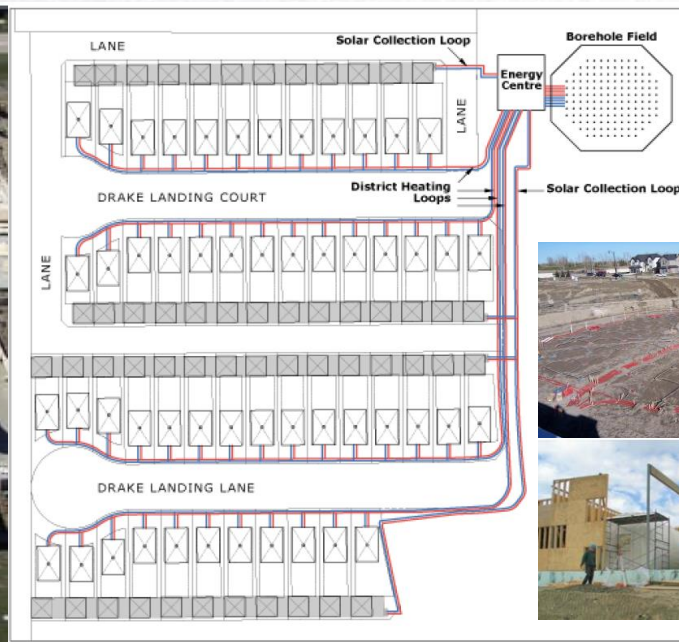 LANE
Solar Collection Loop
Energy
Centre
Borehole Field
LANE
District Heating
Loops
Solar Collection Loop
DRAKE LANDING COURT
LANE
DRAKE LANDING LANE